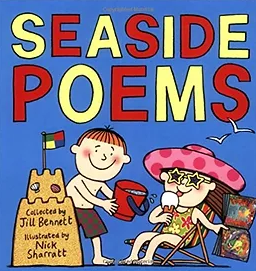 SEASIDE
POEMS
Collected by
Jill Bennett
Illustrated by
Nick
Sharratt